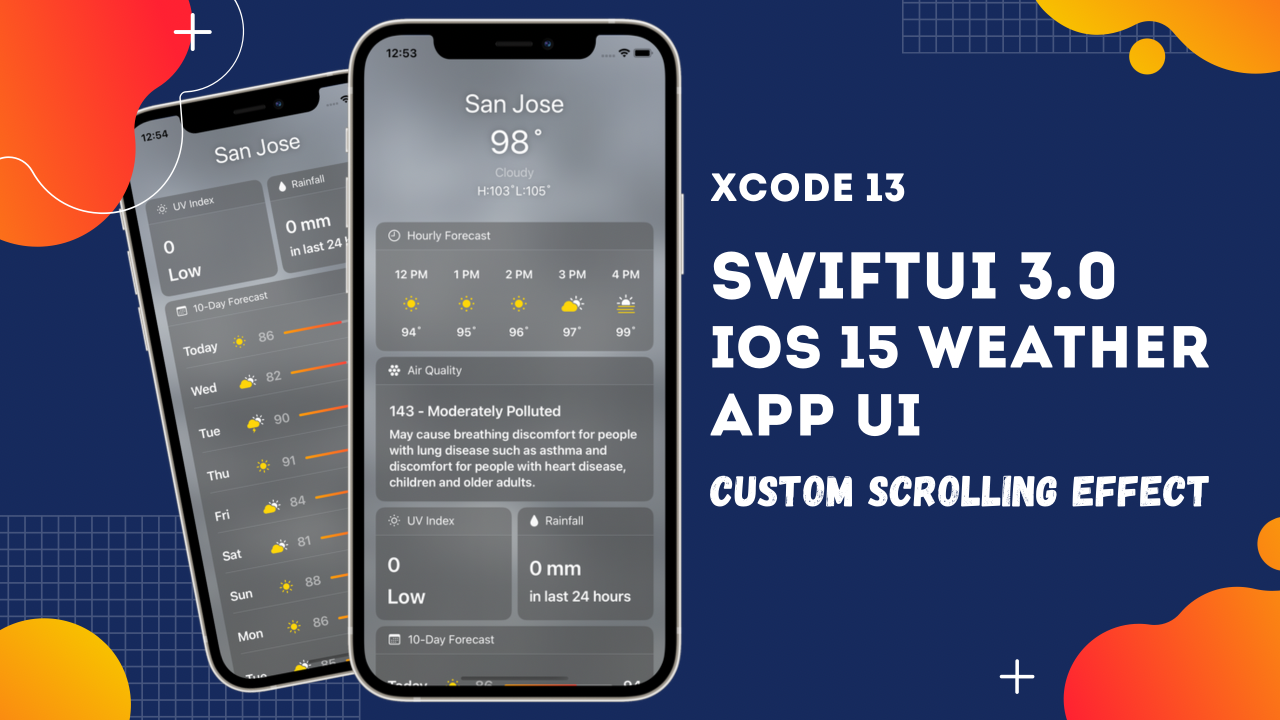 12:54
San Jose
UV Index
0
Low
Rainfall
0 mm
in last 24
10-Day Forecast
Today 86
Wed 82
Tue 90
Thu 91
Fri 84
Sat 81
Sun 88
Mon 86
Tue 85
12:53
San Jose
98°
Cloudy
H:103°L:105°
Hourly Forecast
12 PM 1 PM 2 PM 3 PM 4 PM
94° 95° 96° 97° 99°
Air Quality
143 - Moderately Polluted
May cause breathing discomfort for people
with lung disease such as asthma and
discomfort for people with heart disease,
children and older adults.
UV Index
0
Low
Rainfall
0 mm
in last 24 hours
10-Day Forecast
Today 86 94
XCODE 13
SWIFTUI 3.0
IOS 15 WEATHER
APP UI
CUSTOM SCROLLING EFFECT